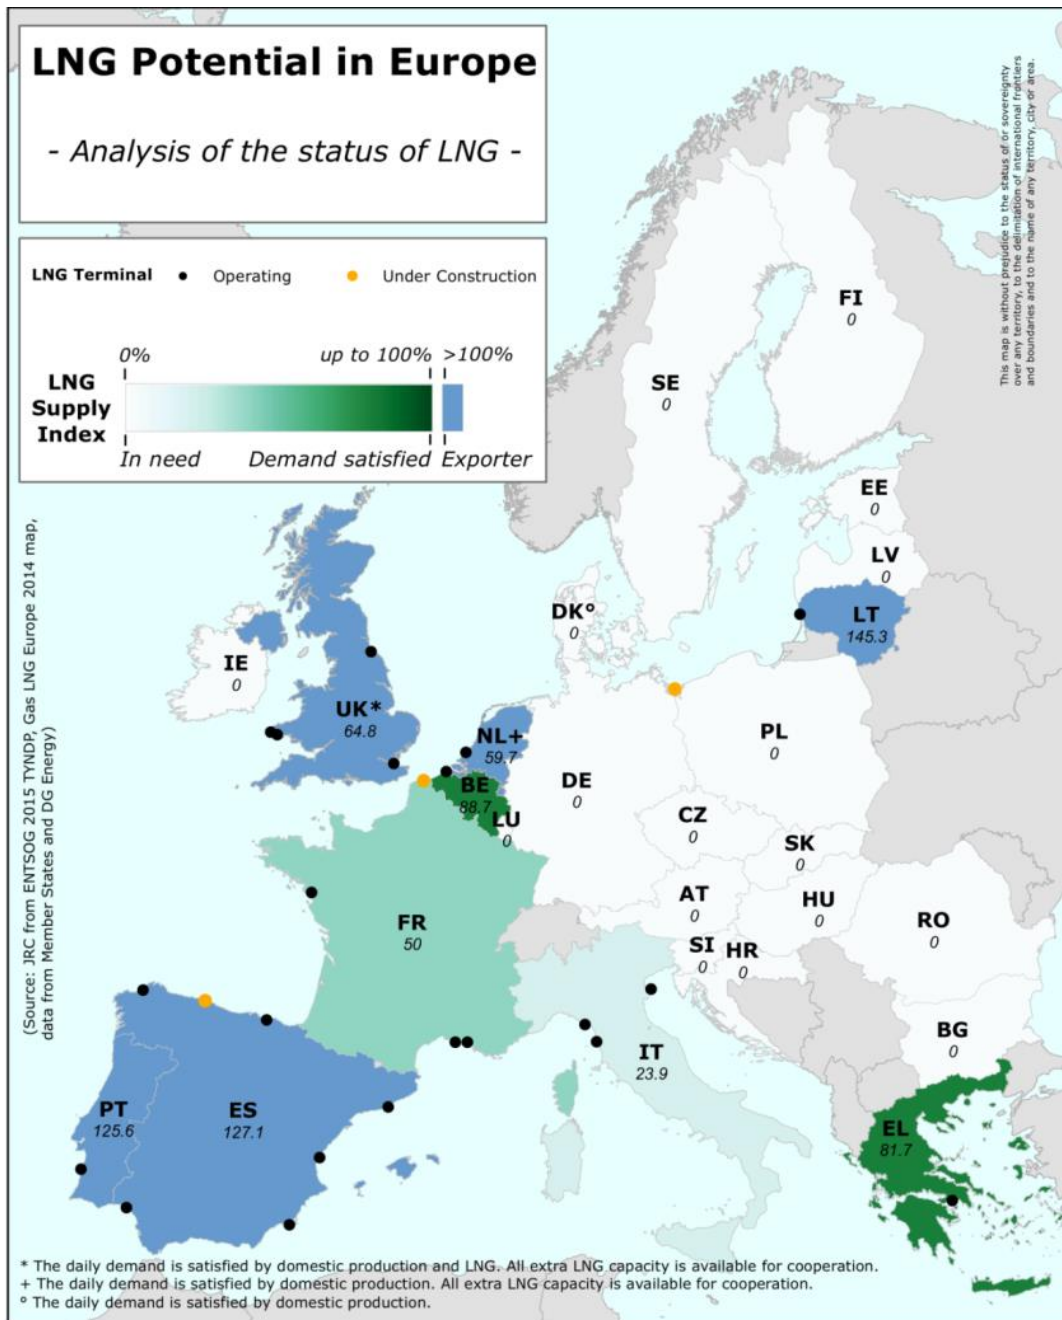 LNG Potential in Europe
- Analysis of the status of LNG -
LNG Terminal
Operating
Under Construction
0%
up to 100%
>100%
LNG
Supply
Index
In need
Demand satisfied
Exporter
This map is without prejudice to the status of or sovereignty
over any territory, to the delimitation of international frontiers
and boundaries and to the name of any territory, city or area.
(Source: JRC from ENTSOG 2015 TYNDP, Gas LNG Europe 2014 map,
data from Member States and DG Energy)
FI
0
SE
0
EE
0
LV
0
LT
145.3
DK°
0
IE
0
UK*
64.8
NL+
59.7
PL
0
BE
88.7
DE
0
LU
0
CZ
0
SK
0
AT
0
HU
0
FR
50
RO
0
SI
0
HR
0
BG
0
IT
23.9
PT
125.6
ES
127.1
EL
81.7
* The daily demand is satisfied by domestic production and LNG. All extra LNG capacity is available for cooperation.
+ The daily demand is satisfied by domestic production. All extra LNG capacity is available for cooperation.
° The daily demand is satisfied by domestic production.